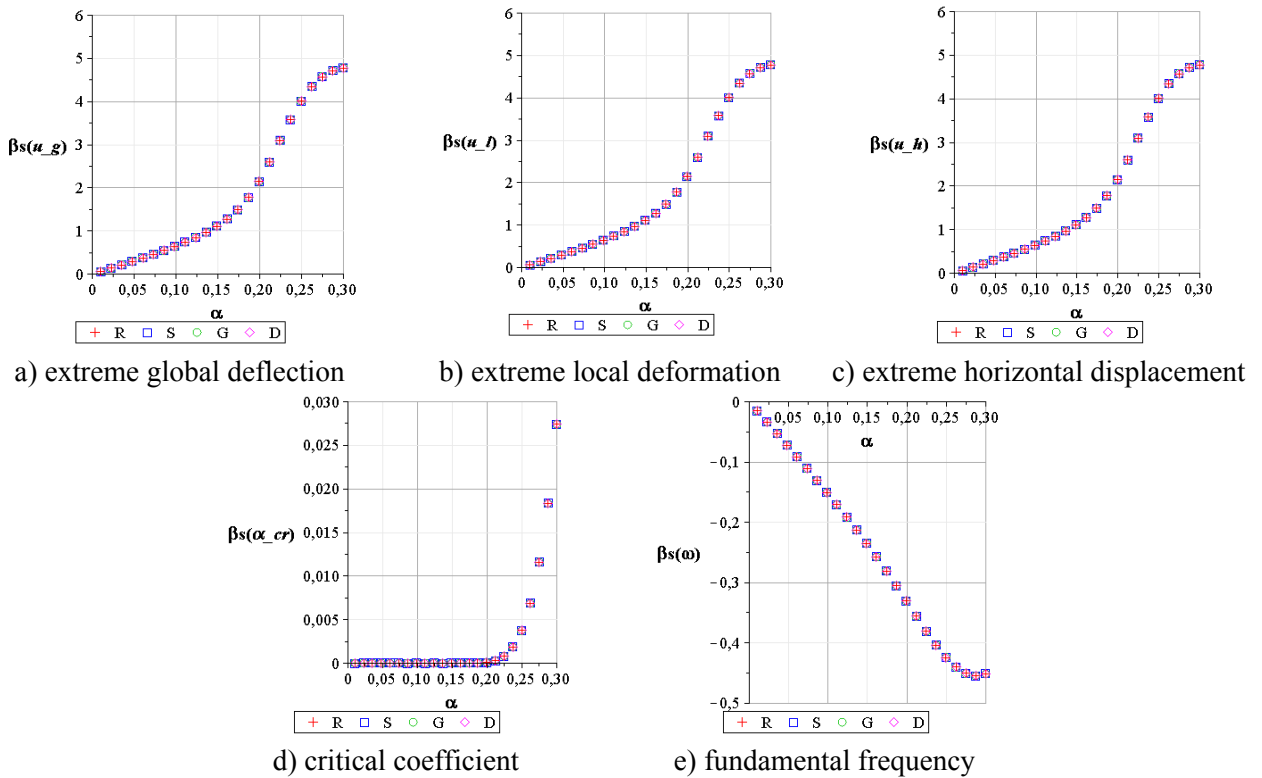 6
5
4
3
βs(u_g)
2
1
0
0 0,05 0,10 0,15 0,20 0,25 0,30
α
+ R □ S ○ G ◇ D
a) extreme global deflection
6
5
4
βs(u_l)
3
2
1
0
0 0,05 0,10 0,15 0,20 0,25 0,30
α
+ R □ S ○ G ◇ D
b) extreme local deformation
6
5
4
3
βs(u_h)
2
1
0
0 0,05 0,10 0,15 0,20 0,25 0,30
α
+ R □ S ○ G ◇ D
c) extreme horizontal displacement
0,030
0,025
0,020
0,015
βs(α_cr)
0,010
0,005
0
0 0,05 0,10 0,15 0,20 0,25 0,30
α
+ R □ S ○ G ◇ D
d) critical coefficient
0
0,05 0,10 0,15 0,20 0,25 0,30
α
−0,1
−0,2
βs(ω)
−0,3
−0,4
−0,5
+ R □ S ○ G ◇ D
e) fundamental frequency